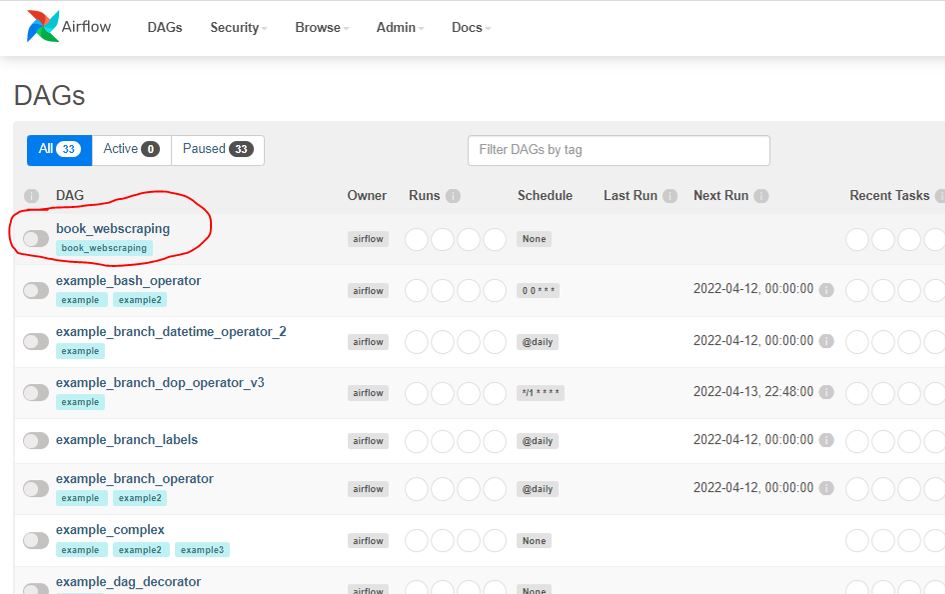 Airflow DAGs Security Browse Admin Docs
DAGs
All 33 Active 0 Paused 33 Filter DAGs by tag
DAG Owner Runs Schedule Last Run Next Run Recent Tasks
book_webscraping airflow None
book_webscraping
example_bash_operator airflow 0 0 * * * 2022-04-12, 00:00:00
example example2
example_branch_datetime_operator_2 airflow @daily 2022-04-12, 00:00:00
example
example_branch_dop_operator_v3 airflow */1 * * * * 2022-04-13, 22:48:00
example
example_branch_labels airflow @daily 2022-04-12, 00:00:00
example_branch_operator airflow @daily 2022-04-12, 00:00:00
example example2
example_complex airflow None
example example2 example3
example_dag_decorator airflow None